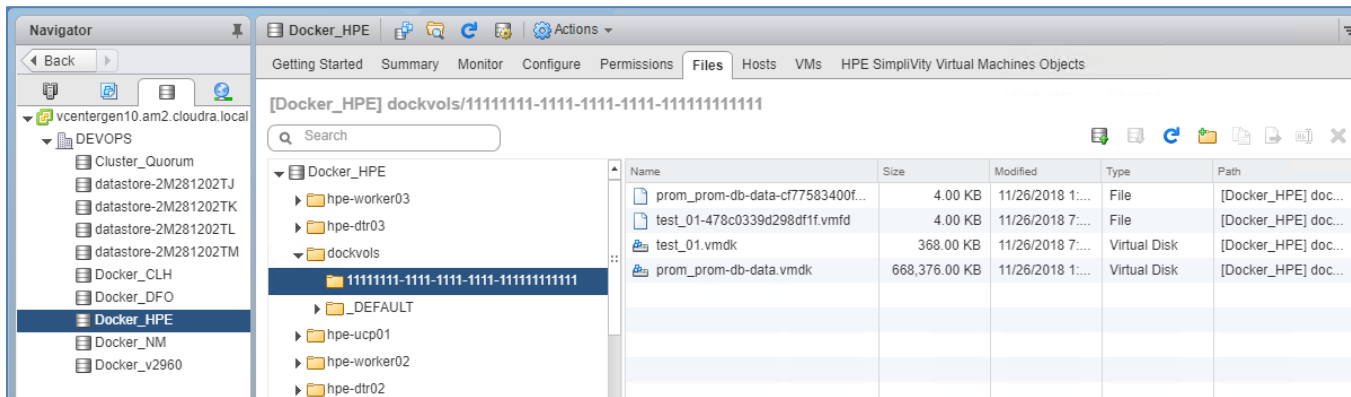 Navigator
Back
vcentergen10.am2.cloudra.local
DEVOPS
Cluster_Quorum
datastore-2M281202TJ
datastore-2M281202TK
datastore-2M281202TL
datastore-2M281202TM
Docker_CLH
Docker_DFO
Docker_HPE
Docker_NM
Docker_v2960
Docker_HPE Actions
Getting Started Summary Monitor Configure Permissions Files Hosts VMs HPE SimpliVity Virtual Machines Objects
[Docker_HPE] dockvols/11111111-1111-1111-1111-111111111111
Search
Docker_HPE
hpe-worker03
hpe-dtr03
dockvols
11111111-1111-1111-1111-111111111111
_DEFAULT
hpe-ucp01
hpe-worker02
hpe-dtr02
Name Size Modified Type Path
prom_prom-db-data-cf77583400f... 4.00 KB 11/26/2018 1:... File [Docker_HPE] doc...
test_01-478c0339d298df1f.vmfd 4.00 KB 11/26/2018 7:... File [Docker_HPE] doc...
test_01.vmdk 368.00 KB 11/26/2018 7:... Virtual Disk [Docker_HPE] doc...
prom_prom-db-data.vmdk 668,376.00 KB 11/26/2018 1:... Virtual Disk [Docker_HPE] doc...